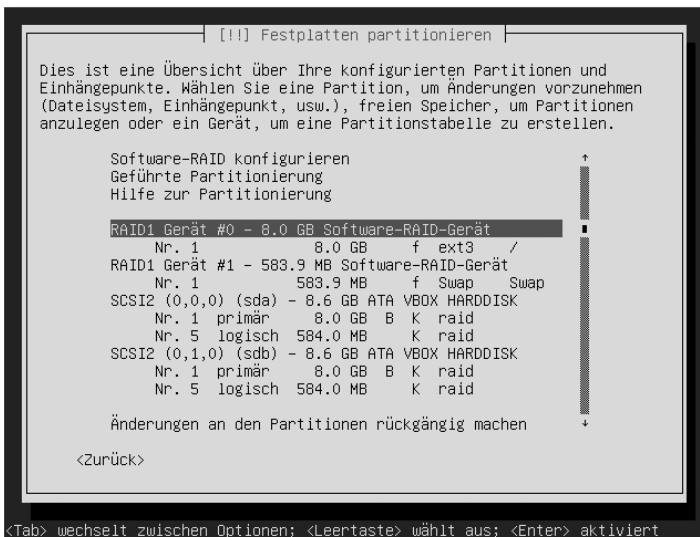 [!!] Festplatten partitionieren
Dies ist eine Übersicht über Ihre konfigurierten Partitionen und
Einhängepunkte. Wählen Sie eine Partition, um Änderungen vorzunehmen
(Dateisystem, Einhängepunkt, usw.), freien Speicher, um Partitionen
anzulegen oder ein Gerät, um eine Partitionstabelle zu erstellen.
Software-RAID konfigurieren
Geführte Partitionierung
Hilfe zur Partitionierung
RAID1 Gerät #0 - 8.0 GB Software-RAID-Gerät
Nr. 1 8.0 GB f ext3 /
RAID1 Gerät #1 - 583.9 MB Software-RAID-Gerät
Nr. 1 583.9 MB f Swap Swap
SCSI2 (0,0,0) (sda) - 8.6 GB ATA VBOX HARDDISK
Nr. 1 primär 8.0 GB B K raid
Nr. 5 logisch 584.0 MB K raid
SCSI2 (0,1,0) (sdb) - 8.6 GB ATA VBOX HARDDISK
Nr. 1 primär 8.0 GB B K raid
Nr. 5 logisch 584.0 MB K raid
Änderungen an den Partitionen rückgängig machen
<Zurück>
<Tab> wechselt zwischen Optionen; <Leertaste> wählt aus; <Enter> aktiviert